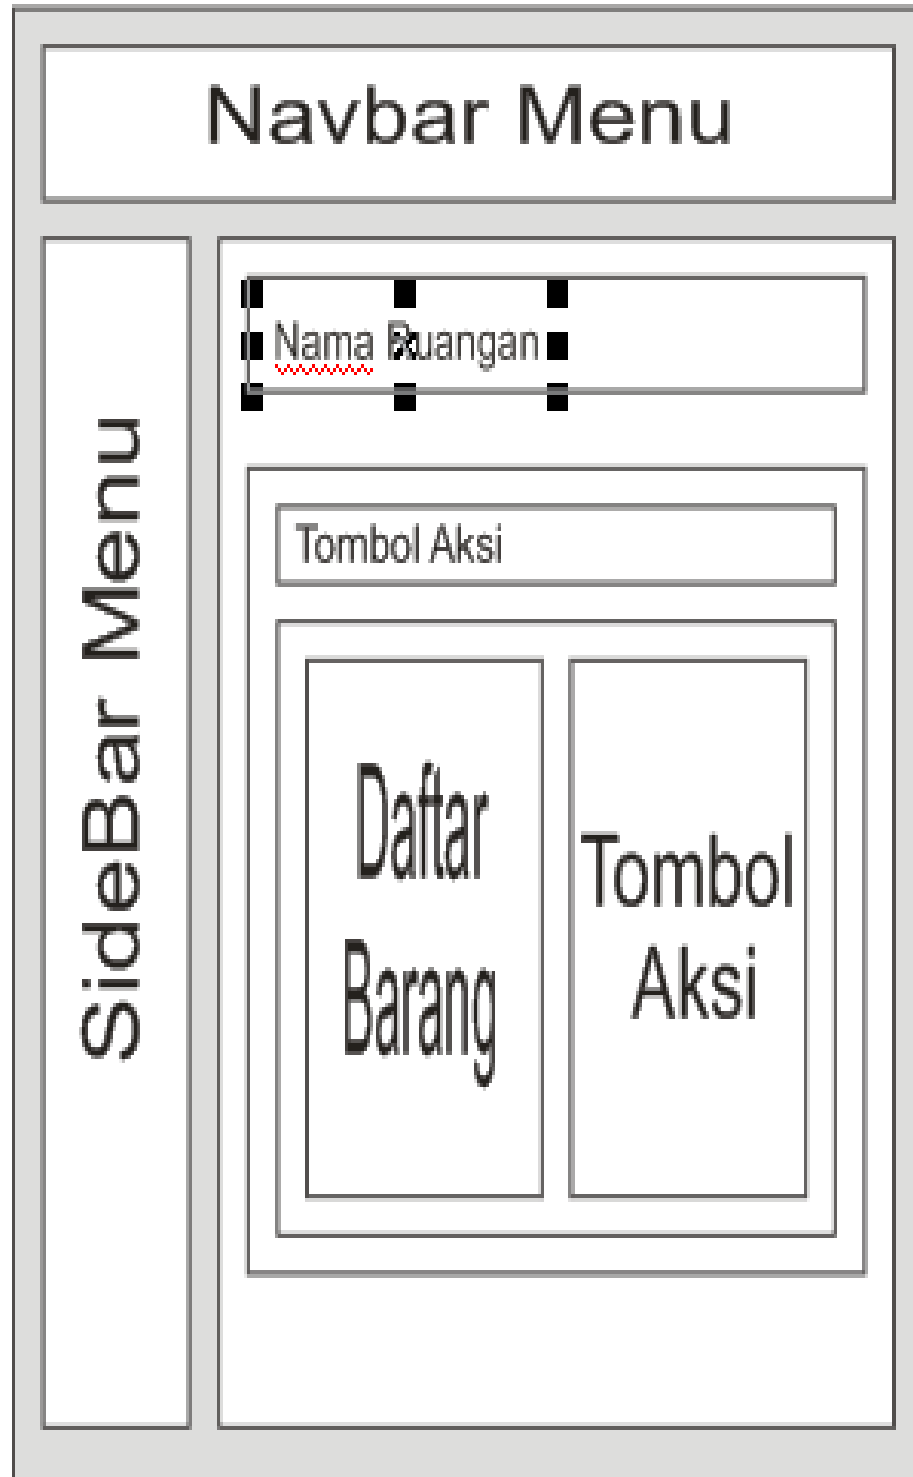 Navbar Menu
SideBar Menu
Nama Ruangan
Tombol Aksi
Daftar
Barang
Tombol
Aksi